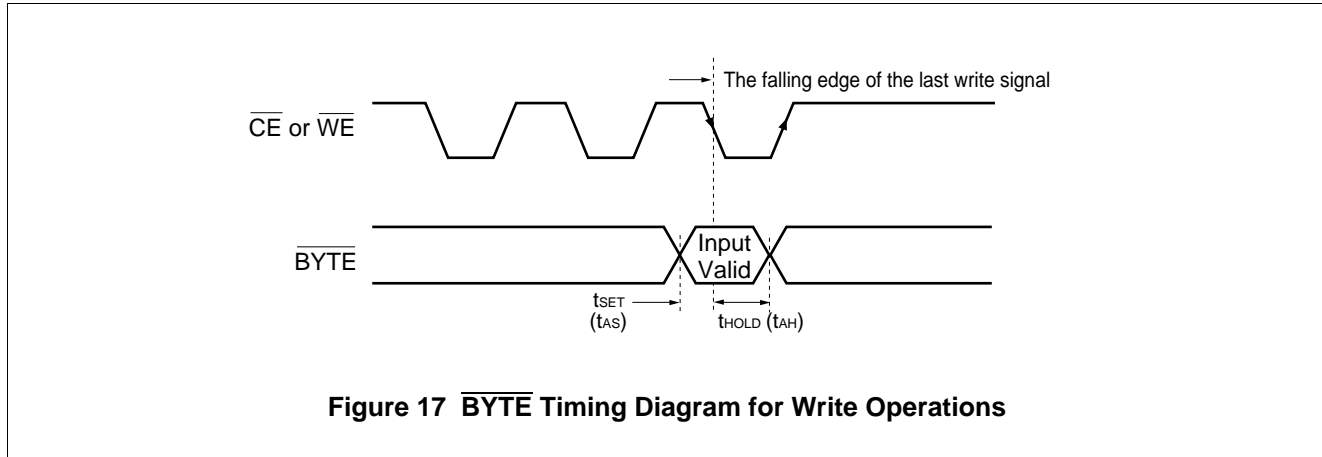 The falling edge of the last write signal
CE or WE
BYTE
Input
Valid
tSET
(tAS)
tHOLD (tAH)
Figure 17 BYTE Timing Diagram for Write Operations